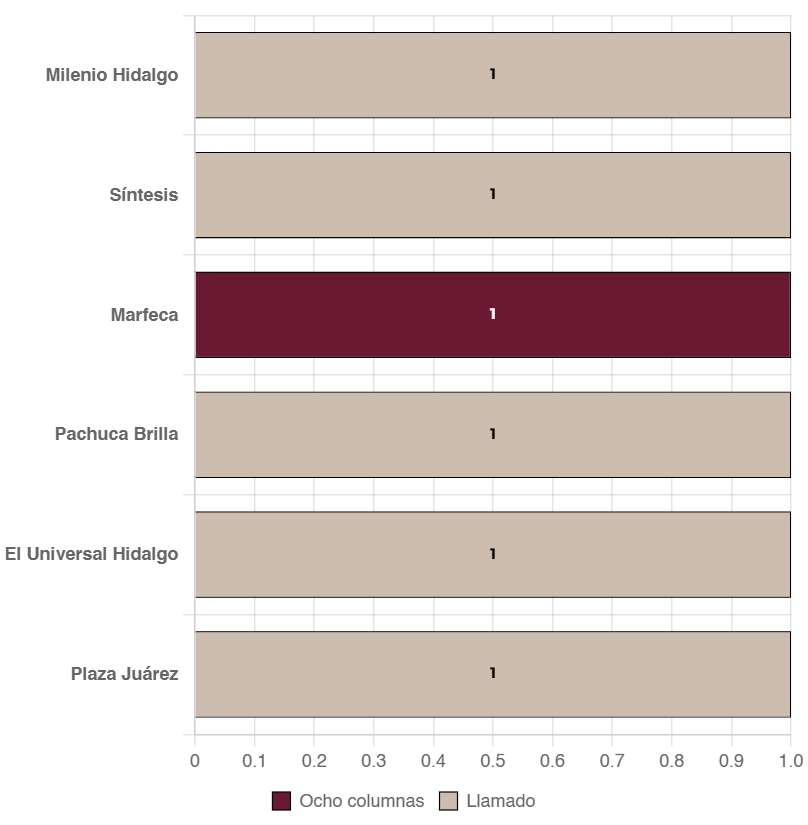 Milenio Hidalgo
1
Síntesis
1
Marfeca
1
Pachuca Brilla
1
El Universal Hidalgo
1
Plaza Juárez
1
0 0.1 0.2 0.3 0.4 0.5 0.6 0.7 0.8 0.9 1.0
Ocho columnas Llamado